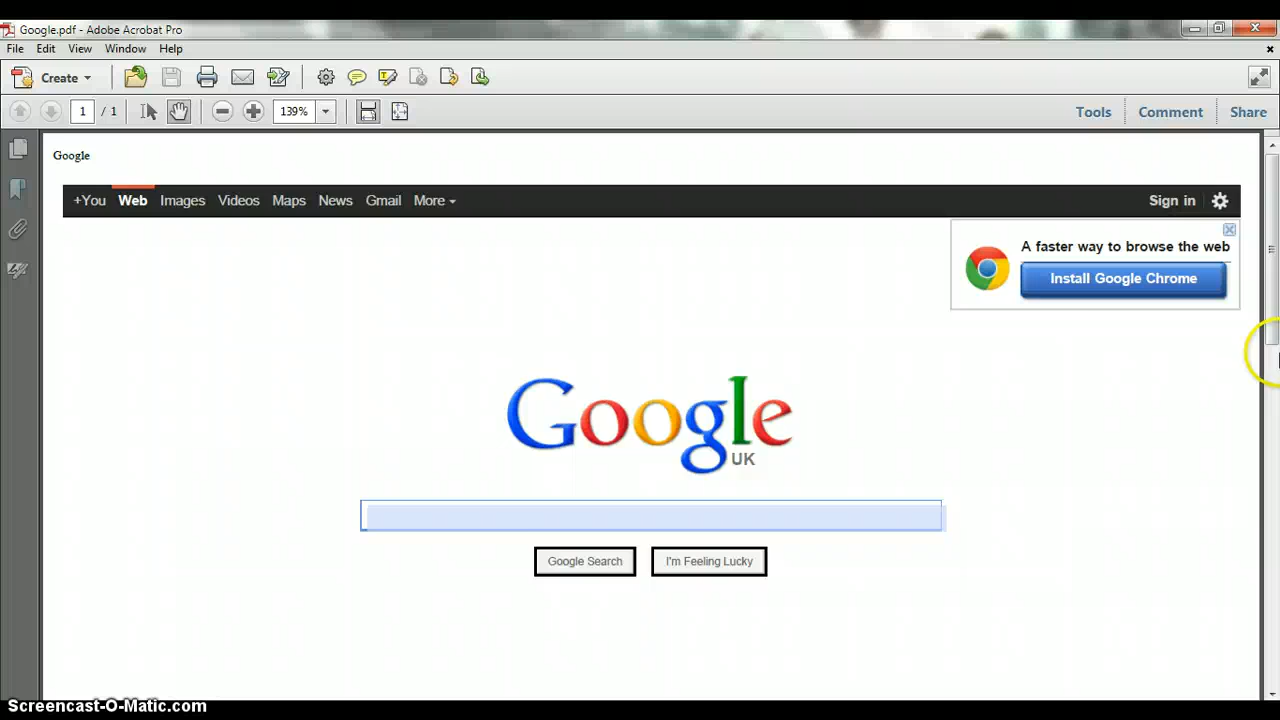 Google.pdf - Adobe Acrobat Pro
File Edit View Window Help
Create
1 / 1 139% Tools Comment Share
Google
+You Web Images Videos Maps News Gmail More Sign in
A faster way to browse the web
Install Google Chrome
Google
UK
Google Search I'm Feeling Lucky
Screencast-O-Matic.com